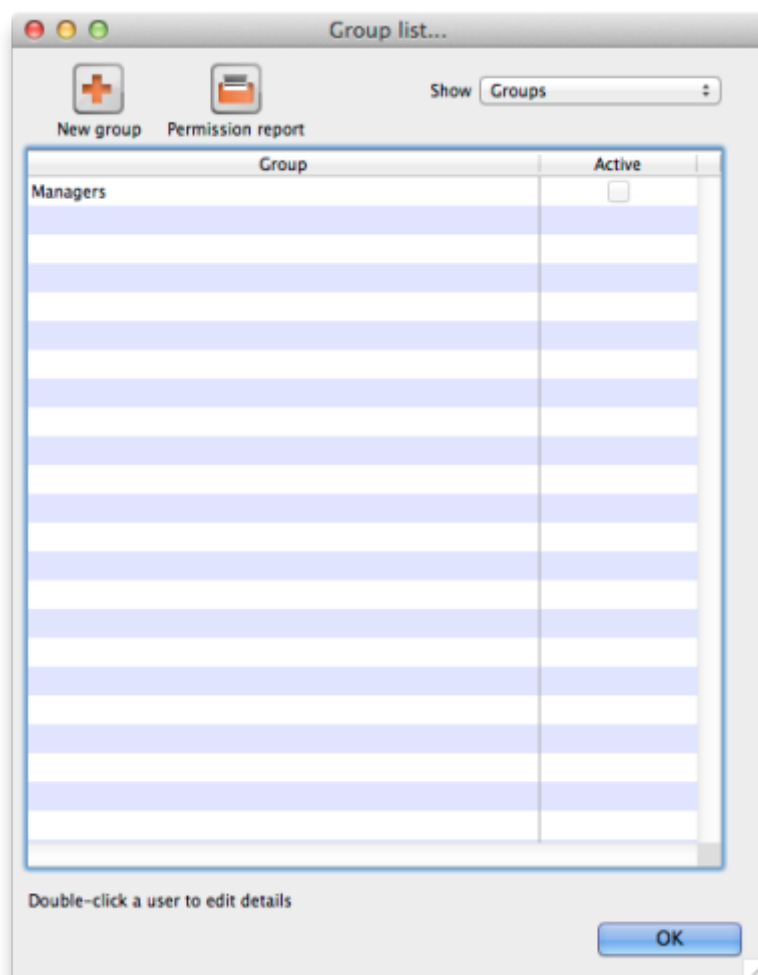 Group list...
Show Groups
New group Permission report
Group Active
Managers
Double-click a user to edit details
OK